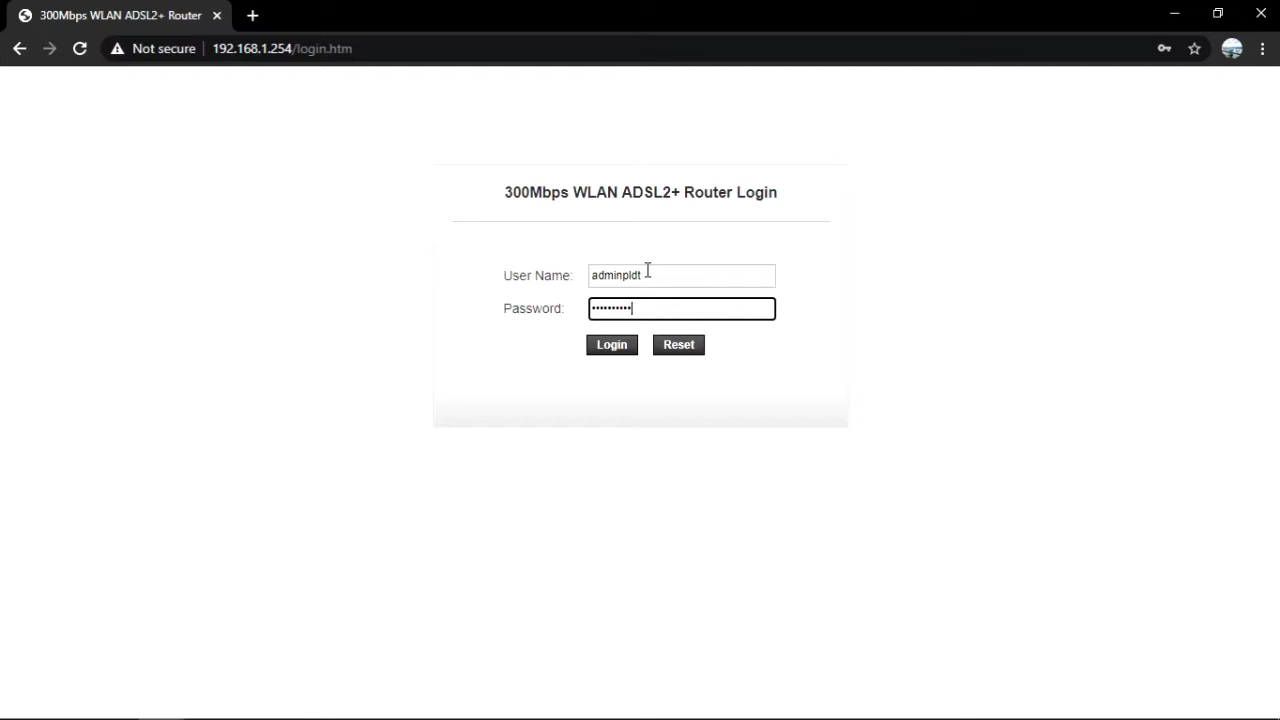 300Mbps WLAN ADSL2+ Router
Not secure 192.168.1.254/login.htm
300Mbps WLAN ADSL2+ Router Login
User Name: adminpldt
Password: ••••••••••
Login Reset